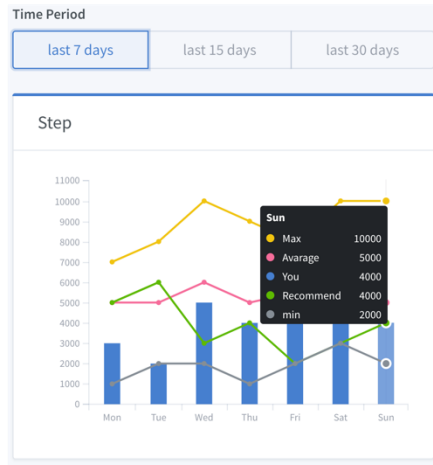 Time Period
last 7 days last 15 days last 30 days
Step
11000
10000
9000
8000
7000
6000
5000
4000
3000
2000
1000
0
Mon Tue Wed Thu Fri Sat Sun
Sun
Max 10000
Avarage 5000
You 4000
Recommend 4000
min 2000